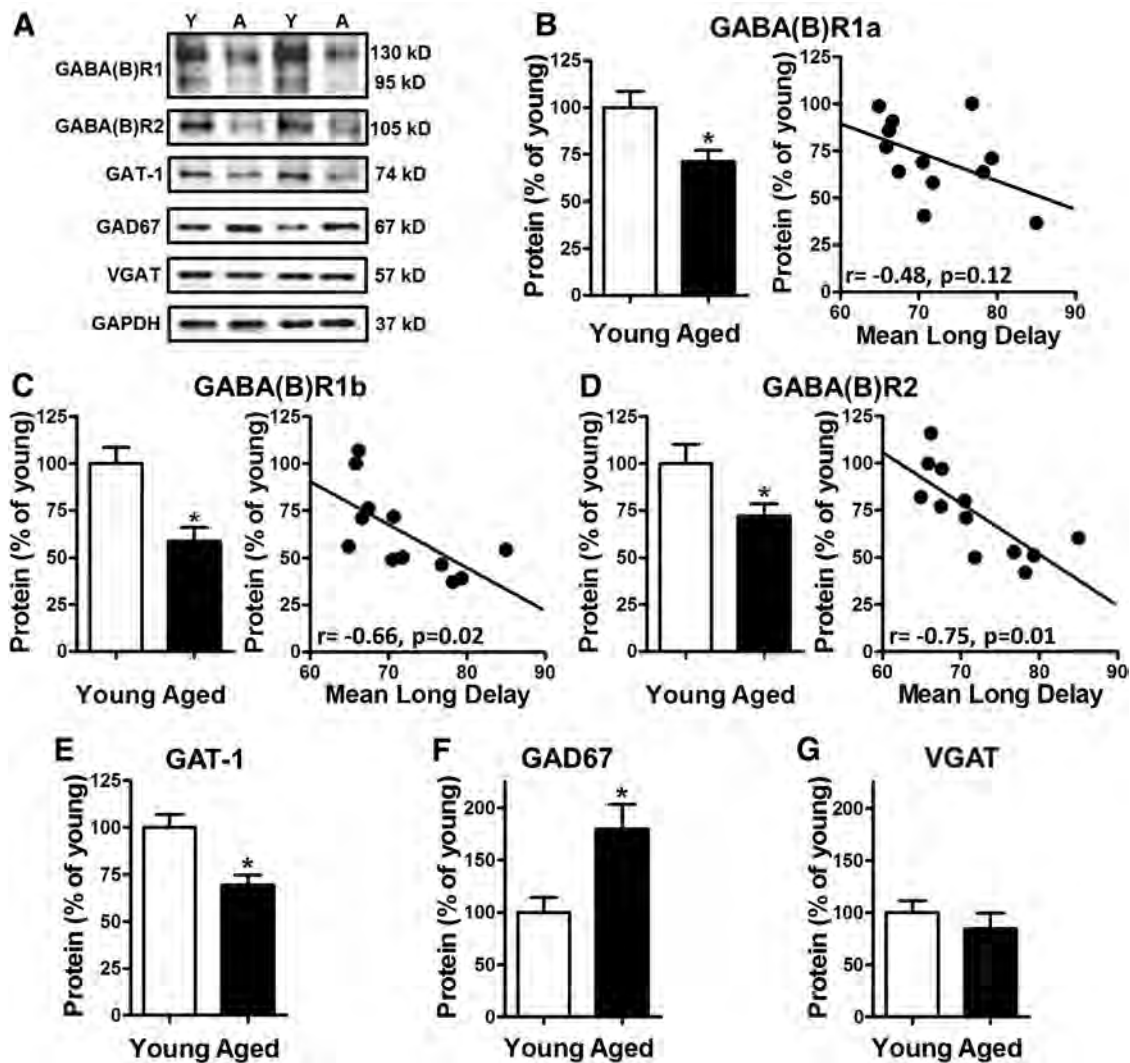 A
Y A Y A
GABA(B)R1
130 kD
95 kD
GABA(B)R2
105 kD
GAT-1
74 kD
GAD67
67 kD
VGAT
57 kD
GAPDH
37 kD
B
GABA(B)R1a
Protein (% of young)
125
100
75
50
25
0
*
Young Aged
Protein (% of young)
125
100
75
50
25
0
r= -0.48, p=0.12
60 70 80 90
Mean Long Delay
C
GABA(B)R1b
Protein (% of young)
125
100
75
50
25
0
*
Young Aged
Protein (% of young)
125
100
75
50
25
0
r= -0.66, p=0.02
60 70 80 90
Mean Long Delay
D
GABA(B)R2
Protein (% of young)
125
100
75
50
25
0
*
Young Aged
Protein (% of young)
125
100
75
50
25
0
r= -0.75, p=0.01
60 70 80 90
Mean Long Delay
E
GAT-1
Protein (% of young)
125
100
75
50
25
0
*
Young Aged
F
GAD67
Protein (% of young)
200
150
100
50
0
*
Young Aged
G
VGAT
Protein (% of young)
200
150
100
50
0
Young Aged